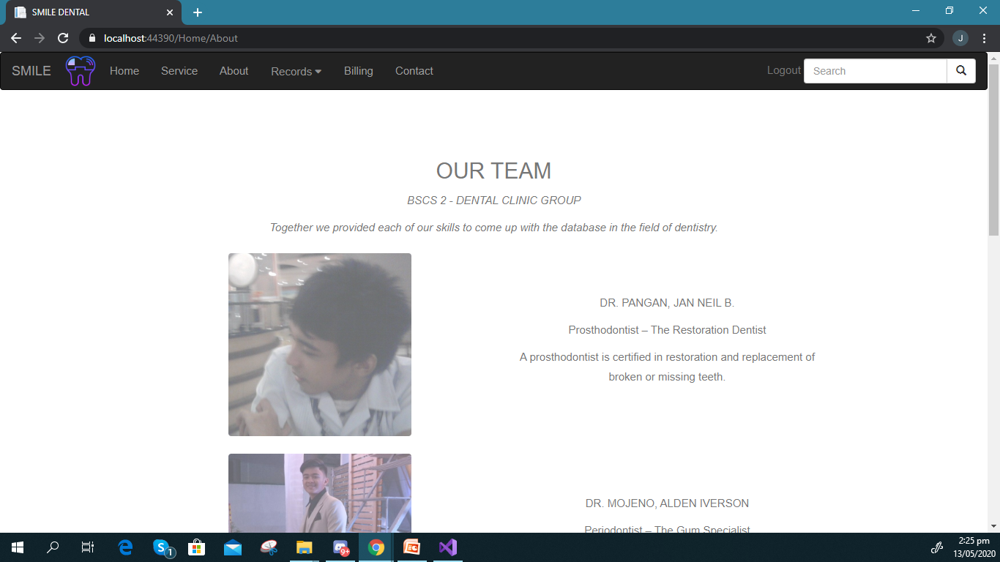 SMILE DENTAL
localhost:44390/Home/About
J
SMILE
Home
Service
About
Records
Billing
Contact
Logout
Search
OUR TEAM
BSCS 2 - DENTAL CLINIC GROUP
Together we provided each of our skills to come up with the database in the field of dentistry.
DR. PANGAN, JAN NEIL B.
Prosthodontist – The Restoration Dentist
A prosthodontist is certified in restoration and replacement of
broken or missing teeth.
DR. MOJENO, ALDEN IVERSON
Periodontist – The Gum Specialist
1
9+
2:25 pm
13/05/2020